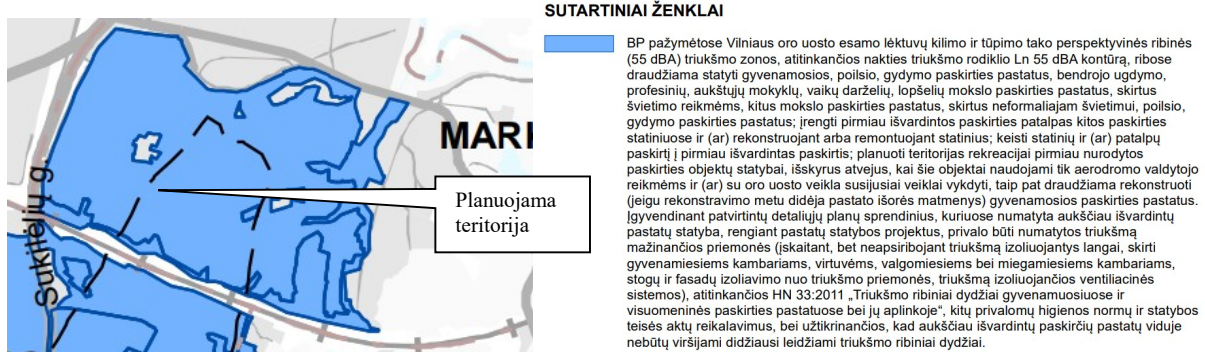 SUTARTINIAI ŽENKLAI
BP pažymėtose Vilniaus oro uosto esamo lėktuvų kilimo ir tūpimo tako perspektyvinės ribinės
(55 dBA) triukšmo zonos, atitinkančios nakties triukšmo rodiklio Ln 55 dBA kontūrą, ribose
draudžiama statyti gyvenamosios, poilsio, gydymo paskirties pastatus, bendrojo ugdymo,
profesinių, aukštųjų mokyklų, vaikų darželių, lopšelių mokslo paskirties pastatus, skirtus
švietimo reikmėms, kitus mokslo paskirties pastatus, skirtus neformaliajam švietimui, poilsio,
gydymo paskirties pastatus; įrengti pirmiau išvardintos paskirties patalpas kitos paskirties
statiniuose ir (ar) rekonstruojant arba remontuojant statinius; keisti statinių ir (ar) patalpų
paskirtį į pirmiau išvardintas paskirtis; planuoti teritorijas rekreacijai pirmiau nurodytos
paskirties objektų statybai, išskyrus atvejus, kai šie objektai naudojami tik aerodromo valdytojo
reikmėms ir (ar) su oro uosto veikla susijusiai veiklai vykdyti, taip pat draudžiama rekonstruoti
(jeigu rekonstravimo metu didėja pastato išorės matmenys) gyvenamosios paskirties pastatus.
Įgyvendinant patvirtintų detaliųjų planų sprendinius, kuriuose numatyta aukščiau išvardintų
pastatų statyba, rengiant pastatų statybos projektus, privalo būti numatytos triukšmą
mažinančios priemonės (įskaitant, bet neapsiribojant triukšmą izoliuojantys langai, skirti
gyvenamiesiems kambariams, virtuvėms, valgomiesiems bei miegamiesiems kambariams,
stogų ir fasadų izoliavimo nuo triukšmo priemonės, triukšmą izoliuojančios ventiliacinės
sistemos), atitinkančios HN 33:2011 „Triukšmo ribiniai dydžiai gyvenamuosiuose ir
visuomeninės paskirties pastatuose bei jų aplinkoje“, kitų privalomų higienos normų ir statybos
teisės aktų reikalavimus, bei užtikrinančios, kad aukščiau išvardintų paskirčių pastatų viduje
nebūtų viršijami didžiausi leidžiami triukšmo ribiniai dydžiai.
MARI
Planuojama
teritorija
Sukilėlių g.